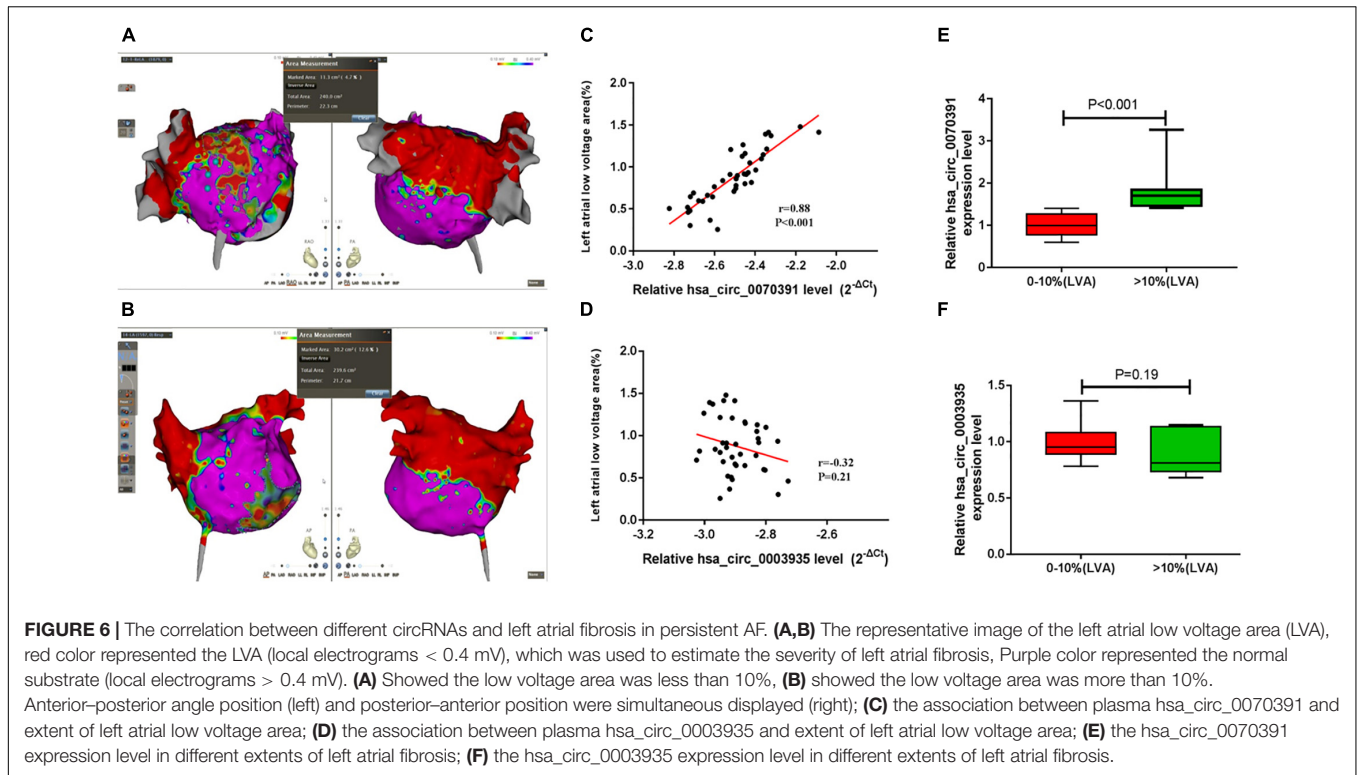 A
Area Measurement
Marked Area: 11.3 cm² ( 4.7 % )
Inverse Area
Total Area: 240.0 cm²
Perimeter: 22.3 cm
RAO
PA
B
Area Measurement
Marked Area: 30.2 cm² ( 12.6 % )
Inverse Area
Total Area: 239.6 cm²
Perimeter: 21.7 cm
AP
PA
C
Left atrial low voltage area(%)
2.0
1.5
1.0
0.5
0.0
r=0.88
P<0.001
-3.0 -2.8 -2.6 -2.4 -2.2 -2.0
Relative hsa_circ_0070391 level (2^-ΔCt)
D
Left atrial low voltage area(%)
2.0
1.5
1.0
0.5
0.0
r=-0.32
P=0.21
-3.2 -3.0 -2.8 -2.6
Relative hsa_circ_0003935 level (2^-ΔCt)
E
Relative hsa_circ_0070391
expression level
4
3
2
1
0
P<0.001
0-10%(LVA) >10%(LVA)
F
Relative hsa_circ_0003935
expression level
1.5
1.0
0.5
0.0
P=0.19
0-10%(LVA) >10%(LVA)
FIGURE 6 | The correlation between different circRNAs and left atrial fibrosis in persistent AF. (A,B) The representative image of the left atrial low voltage area (LVA),
red color represented the LVA (local electrograms < 0.4 mV), which was used to estimate the severity of left atrial fibrosis, Purple color represented the normal
substrate (local electrograms > 0.4 mV). (A) Showed the low voltage area was less than 10%, (B) showed the low voltage area was more than 10%.
Anterior–posterior angle position (left) and posterior–anterior position were simultaneous displayed (right); (C) the association between plasma hsa_circ_0070391 and
extent of left atrial low voltage area; (D) the association between plasma hsa_circ_0003935 and extent of left atrial low voltage area; (E) the hsa_circ_0070391
expression level in different extents of left atrial fibrosis; (F) the hsa_circ_0003935 expression level in different extents of left atrial fibrosis.